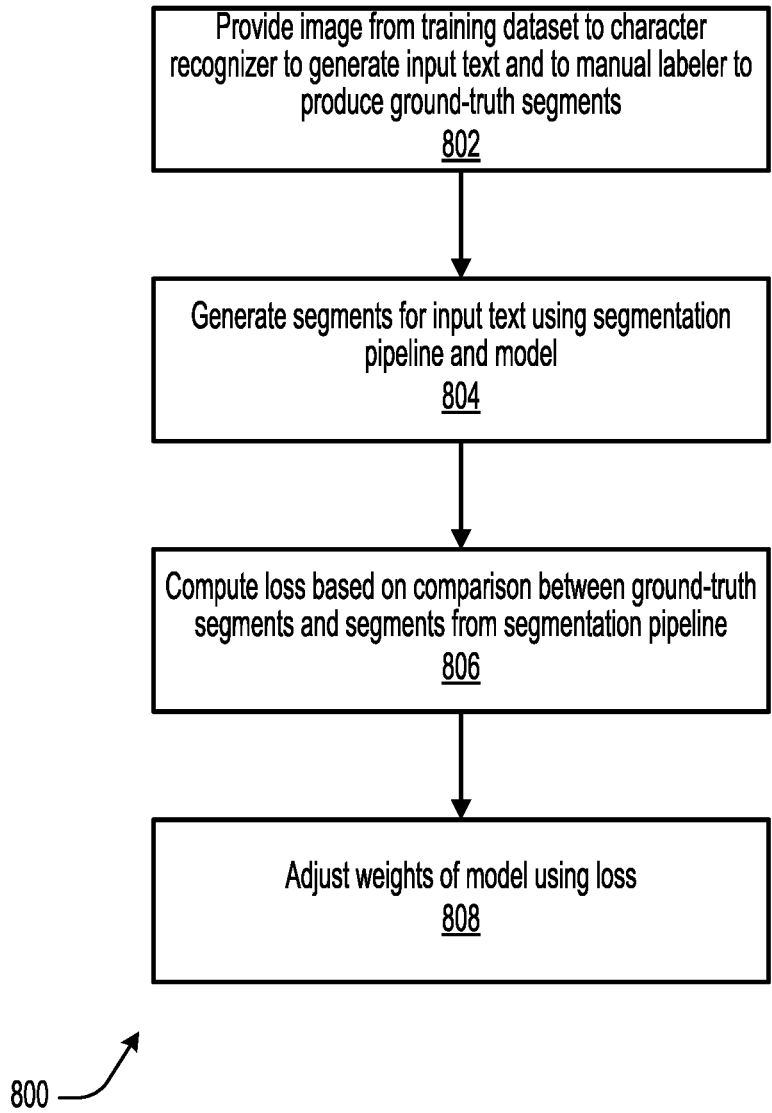 Provide image from training dataset to character
recognizer to generate input text and to manual labeler to
produce ground-truth segments
802
Generate segments for input text using segmentation
pipeline and model
804
Compute loss based on comparison between ground-truth
segments and segments from segmentation pipeline
806
Adjust weights of model using loss
808
800